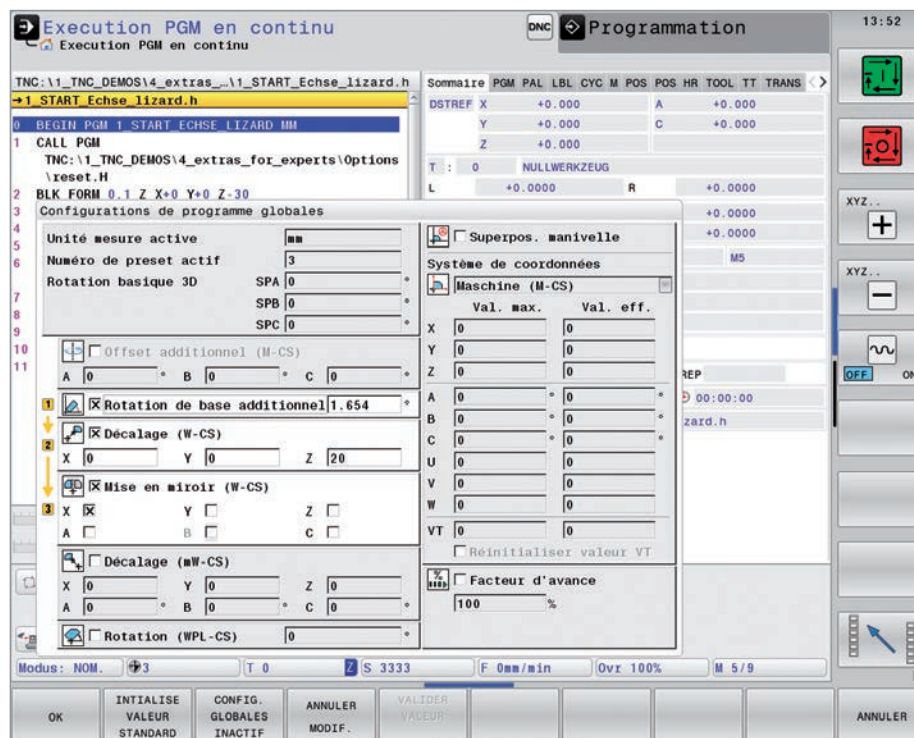 Execution PGM en continu
Execution PGM en continu
DNC
Programmation
13:52
TNC:\1_TNC_DEMOS\4_extras_…\1_START_Echse_lizard.h
→1_START_Echse_lizard.h
0 BEGIN PGM 1_START_ECHSE_LIZARD MM
1 CALL PGM
TNC:\1_TNC_DEMOS\4_extras_for_experts\Options
\reset.H
2 BLK FORM 0.1 Z X+0 Y+0 Z-30
3
4
5
6
7
8
9
10
11
Sommaire PGM PAL LBL CYC M POS POS HR TOOL TT TRANS
DSTREF X +0.000 A +0.000
Y +0.000 C +0.000
Z +0.000
T : 0 NULLWERKZEUG
L +0.0000 R +0.0000
+0.0000
+0.0000
M5
REP
00:00:00
zard.h
Configurations de programme globales
Unité mesure active mm
Numéro de preset actif 3
Rotation basique 3D SPA 0 °
SPB 0 °
SPC 0 °
Offset additionnel (M-CS)
A 0 ° B 0 ° C 0 °
1 Rotation de base additionnel 1.654 °
2 Décalage (W-CS)
X 0 Y 0 Z 20
3 Mise en miroir (W-CS)
X Y Z
A B C
Décalage (mW-CS)
X 0 Y 0 Z 0
A 0 ° B 0 ° C 0 °
Rotation (WPL-CS) 0 °
Superpos. manivelle
Système de coordonnées
Maschine (M-CS)
Val. max. Val. eff.
X 0 0
Y 0 0
Z 0 0
A 0 ° 0 °
B 0 ° 0 °
C 0 ° 0 °
U 0 0
V 0 0
W 0 0
VT 0 0
Réinitialiser valeur VT
Facteur d'avance
100 %
XYZ..
+
XYZ..
−
OFF ON
Modus: NOM. 3 T 0 Z S 3333 F 0mm/min Ovr 100% M 5/9
OK
INTIALISE
VALEUR
STANDARD
CONFIG.
GLOBALES
INACTIF
ANNULER
MODIF.
VALIDER
VALEUR
ANNULER